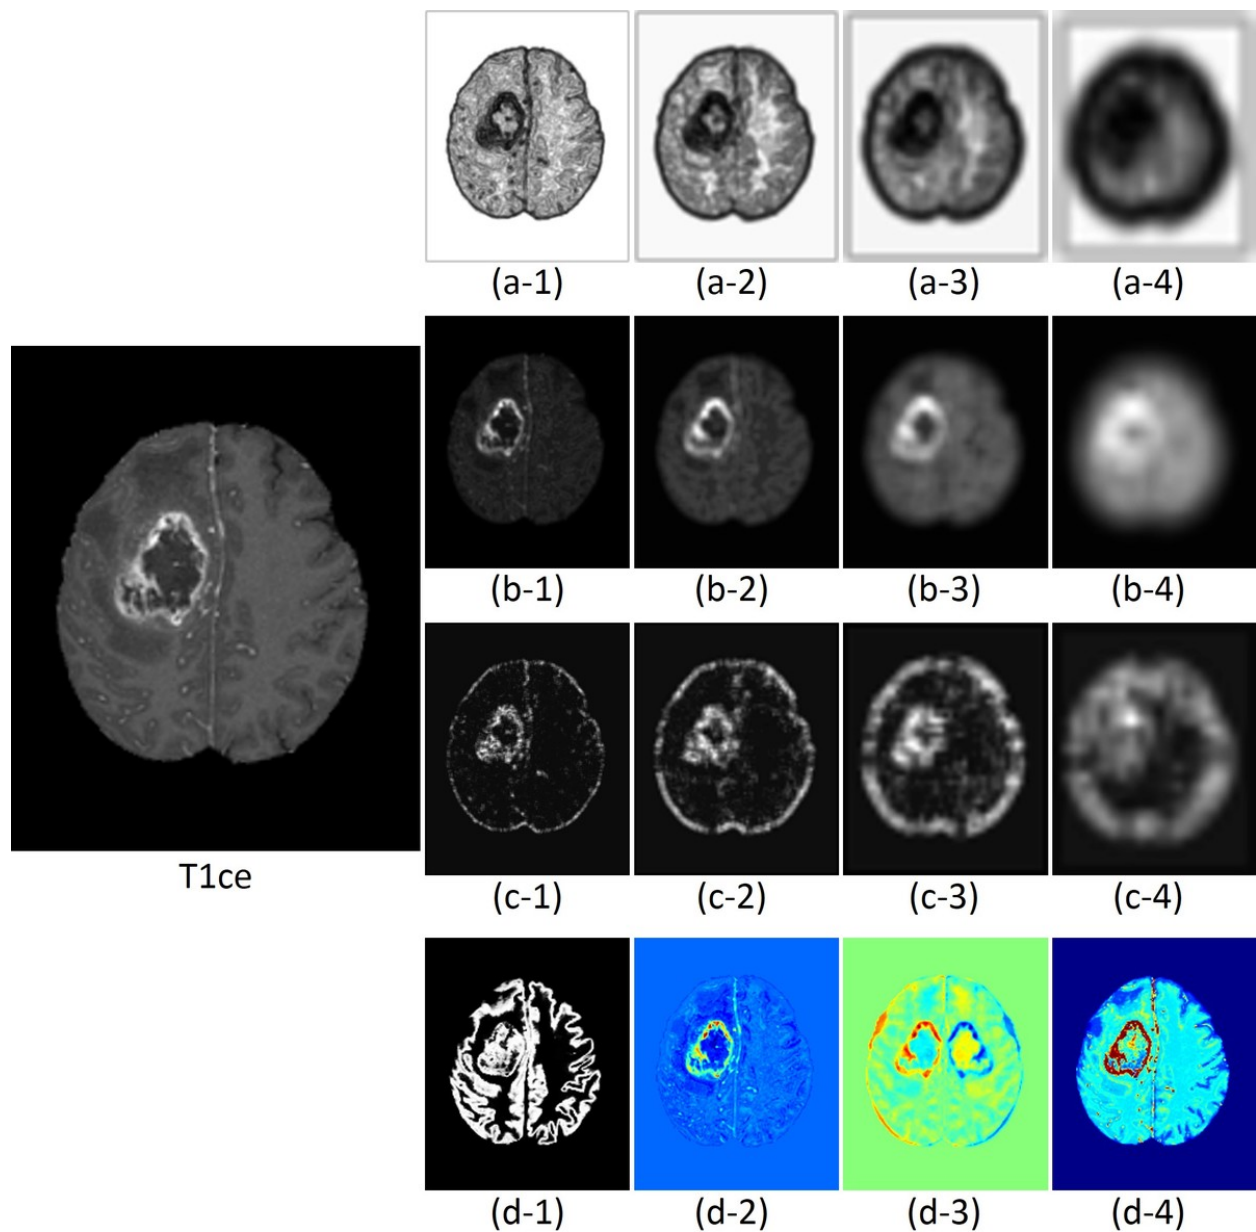 (a-1) (a-2) (a-3) (a-4)
(b-1) (b-2) (b-3) (b-4)
T1ce
(c-1) (c-2) (c-3) (c-4)
(d-1) (d-2) (d-3) (d-4)